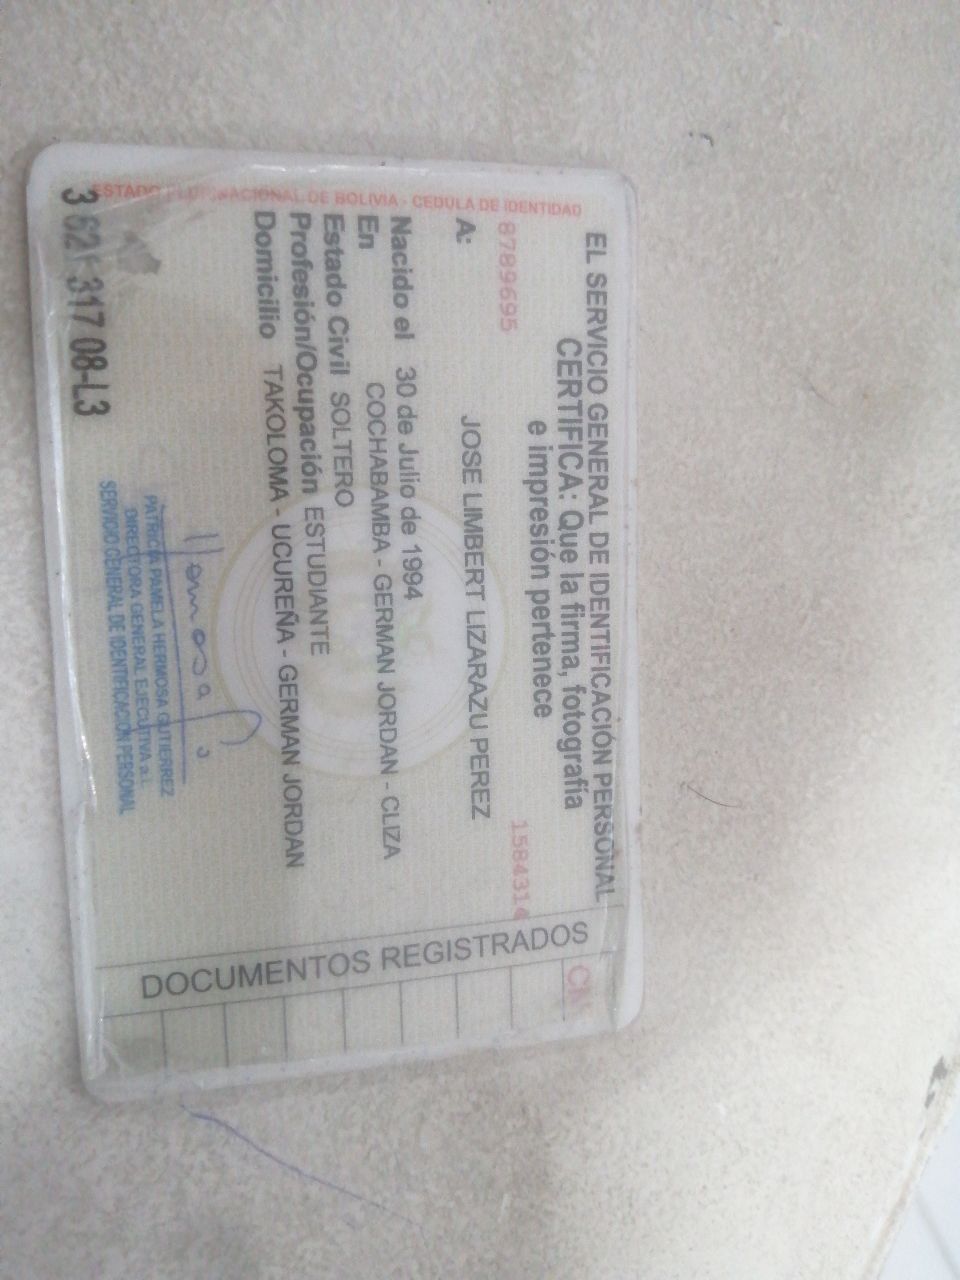 ESTADO PLURINACIONAL DE BOLIVIA - CEDULA DE IDENTIDAD
EL SERVICIO GENERAL DE IDENTIFICACIÓN PERSONAL
CERTIFICA: Que la firma, fotografía
e impresión pertenece
8789695
A: JOSE LIMBERT LIZARAZU PEREZ
Nacido el 30 de Julio de 1994
En COCHABAMBA - GERMAN JORDAN - CLIZA
Estado Civil SOLTERO
Profesión/Ocupación ESTUDIANTE
Domicilio TAKOLOMA - UCUREÑA - GERMAN JORDAN
PATRICIA PAMELA HERMOSA GUTIERREZ
DIRECTORA GENERAL EJECUTIVA a.i.
SERVICIO GENERAL DE IDENTIFICACIÓN PERSONAL
31708-L3
DOCUMENTOS REGISTRADOS